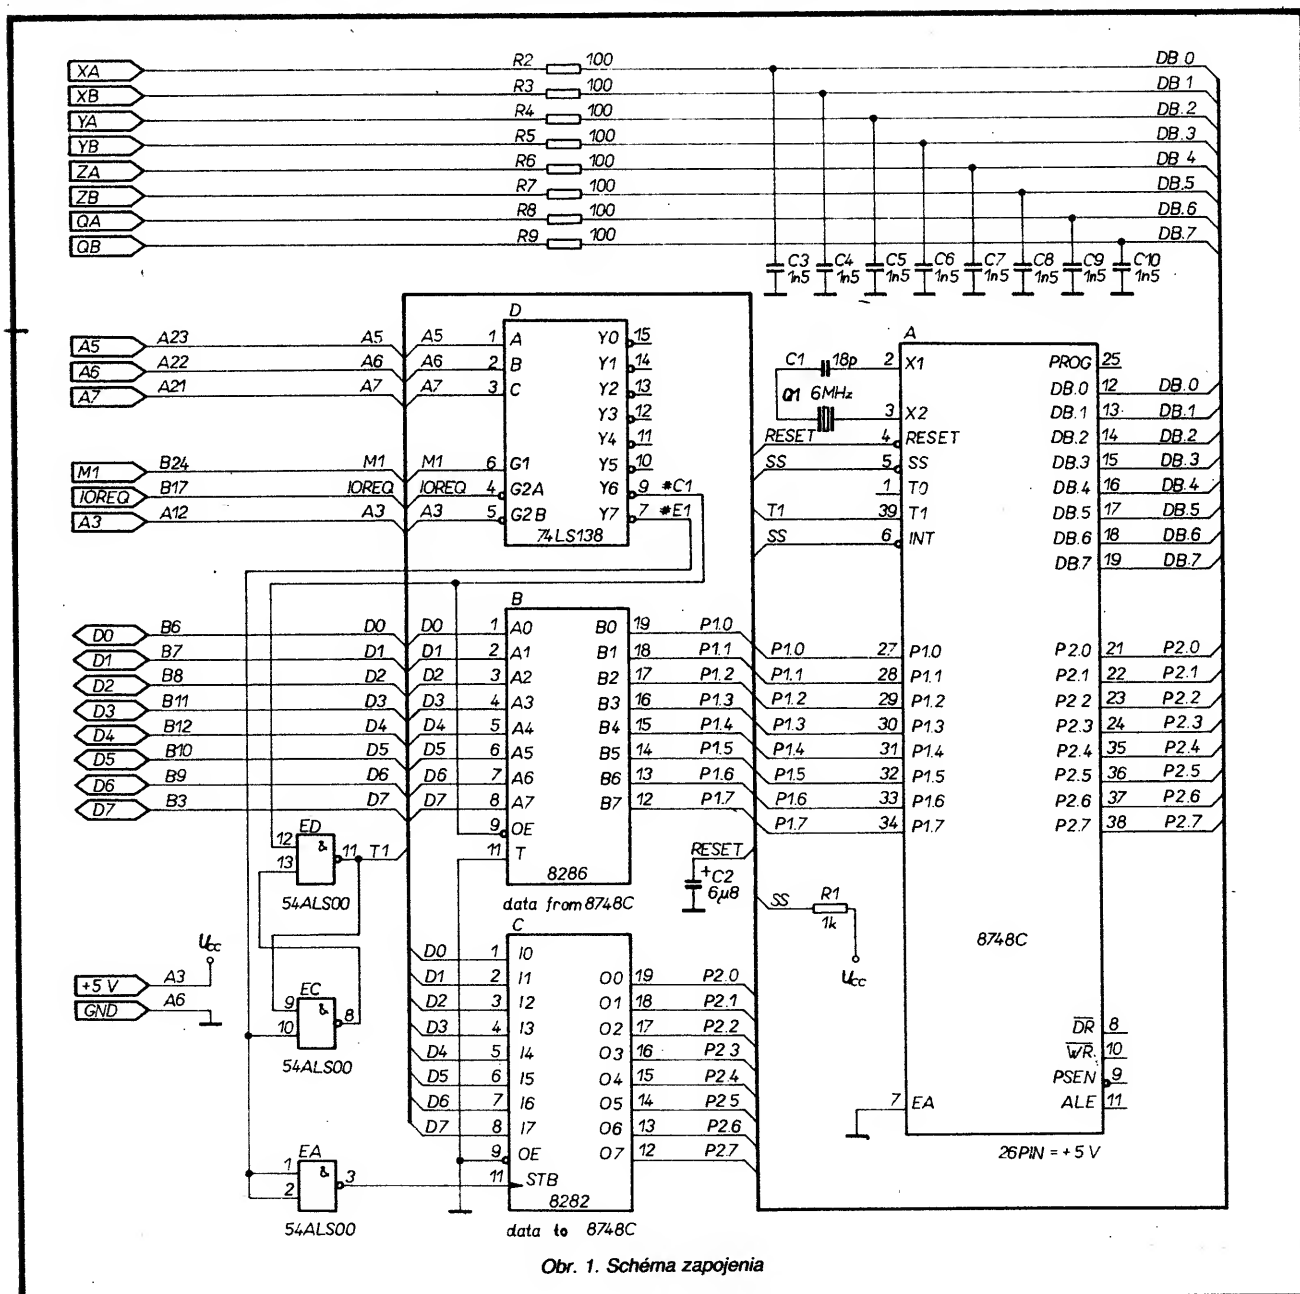 XA R2 100 DB 0
XB R3 100 DB 1
YA R4 100 DB.2
YB R5 100 DB.3
ZA R6 100 DB 4
ZB R7 100 DB.5
QA R8 100 DB.6
QB R9 100 DB.7
C3 1n5 C4 1n5 C5 1n5 C6 1n5 C7 1n5 C8 1n5 C9 1n5 C10 1n5
D
A5 A23 A5 A5 1 A Y0 15
A6 A22 A6 A6 2 B Y1 14
A7 A21 A7 A7 3 C Y2 13
Y3 12
Y4 11
M1 B24 M1 M1 6 G1 Y5 10
IOREQ B17 IOREQ IOREQ 4 G2A Y6 9 *C1
A3 A12 A3 A3 5 G2B Y7 7 *E1
74LS138
A
C1 18p 2 X1 PROG 25
Q1 6MHz DB.0 12 DB.0
3 X2 DB.1 13 DB.1
RESET 4 RESET DB.2 14 DB.2
SS 5 SS DB.3 15 DB.3
1 T0 DB.4 16 DB.4
T1 39 T1 DB.5 17 DB.5
SS 6 INT DB.6 18 DB.6
DB.7 19 DB.7
B
D0 B6 D0 D0 1 A0 B0 19 P1.0
D1 B7 D1 D1 2 A1 B1 18 P1.1
D2 B8 D2 D2 3 A2 B2 17 P1.2
D3 B11 D3 D3 4 A3 B3 16 P1.3
D4 B12 D4 D4 5 A4 B4 15 P1.4
D5 B10 D5 D5 6 A5 B5 14 P1.5
D6 B9 D6 D6 7 A6 B6 13 P1.6
D7 B3 D7 D7 8 A7 B7 12 P1.7
9 OE
11 T
8286
data from 8748C
P1.0 27 P1.0 P2.0 21 P2.0
P1.1 28 P1.1 P2.1 22 P2.1
P1.2 29 P1.2 P2 2 23 P2.2
P1.3 30 P1.3 P2.3 24 P2.3
P1.4 31 P1.4 P2.4 35 P2.4
P1.5 32 P1.5 P2.5 36 P2.5
P1.6 33 P1.6 P2.6 37 P2.6
P1.7 34 P1.7 P2.7 38 P2.7
ED
12 & 11 T1
13
54ALS00
RESET
+ C2
6µ8
SS R1
1k
Ucc
8748C
Ucc
+5 V A3
GND A6
EC
9 & 8
10
54ALS00
C
D0 1 I0
D1 2 I1 O0 19 P2.0
D2 3 I2 O1 18 P2.1
D3 4 I3 O2 17 P2.2
D4 5 I4 O3 16 P2 3
D5 6 I5 O4 15 P2.4
D6 7 I6 O5 14 P2 5
D7 8 I7 O6 13 P2.6
9 OE O7 12 P2.7
11 STB
8282
data to 8748C
EA
1 & 3
2
54ALS00
DR 8
WR. 10
PSEN 9
7 EA ALE 11
26PIN = +5 V
Obr. 1. Schéma zapojenia